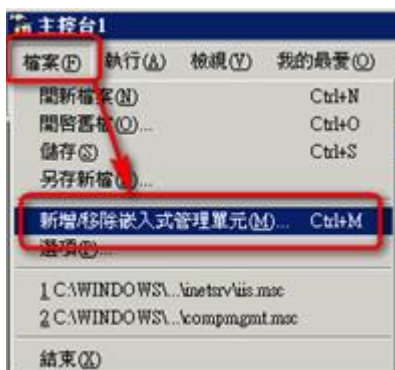 主控台1
檔案(F) 執行(A) 檢視(V) 我的最愛(O)
開新檔案(N) Ctrl+N
開啓舊檔(O)... Ctrl+O
儲存(S) Ctrl+S
另存新檔(A)...
新增/移除嵌入式管理單元(M)... Ctrl+M
選項(P)...
1 C:\WINDOWS\...\inetsrv\iis.msc
2 C:\WINDOWS\...\compmgmt.msc
結束(X)